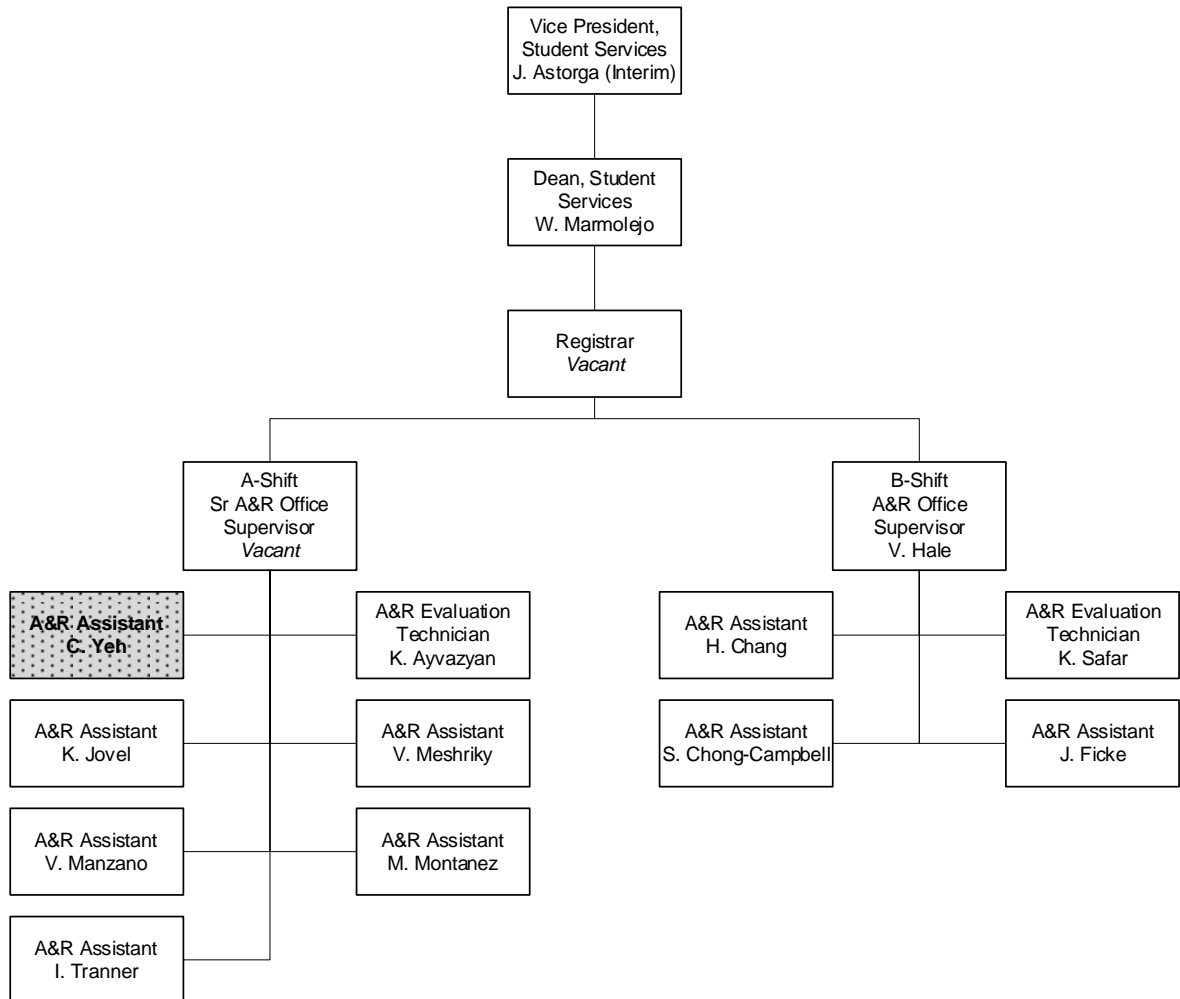 Vice President,
Student Services
J. Astorga (Interim)
Dean, Student
Services
W. Marmolejo
Registrar
Vacant
A-Shift
Sr A&R Office
Supervisor
Vacant
B-Shift
A&R Office
Supervisor
V. Hale
A&R Assistant
C. Yeh
A&R Evaluation
Technician
K. Ayvazyan
A&R Assistant
H. Chang
A&R Evaluation
Technician
K. Safar
A&R Assistant
K. Jovel
A&R Assistant
V. Meshriky
A&R Assistant
S. Chong-Campbell
A&R Assistant
J. Ficke
A&R Assistant
V. Manzano
A&R Assistant
M. Montanez
A&R Assistant
I. Tranner